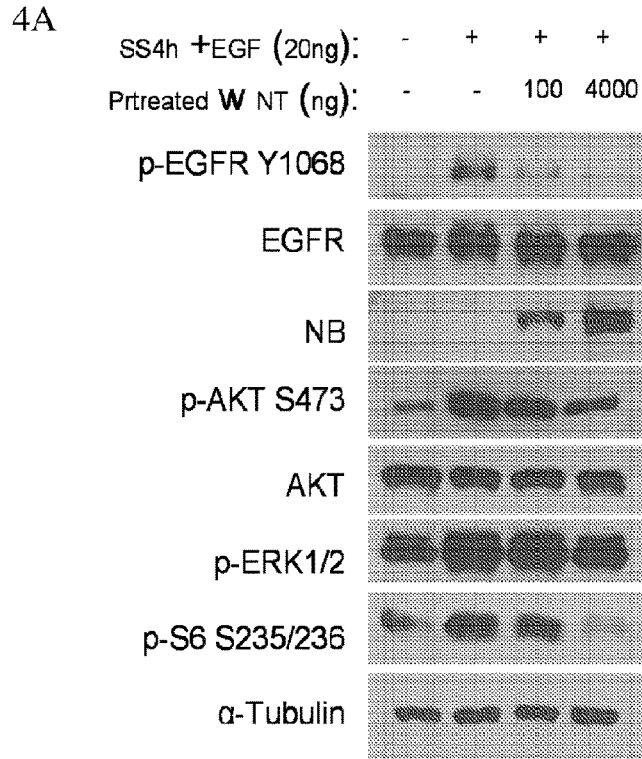 4A
SS4h +EGF (20ng): - + + +
Prtreated W NT (ng): - - 100 4000
p-EGFR Y1068
EGFR
NB
p-AKT S473
AKT
p-ERK1/2
p-S6 S235/236
α-Tubulin